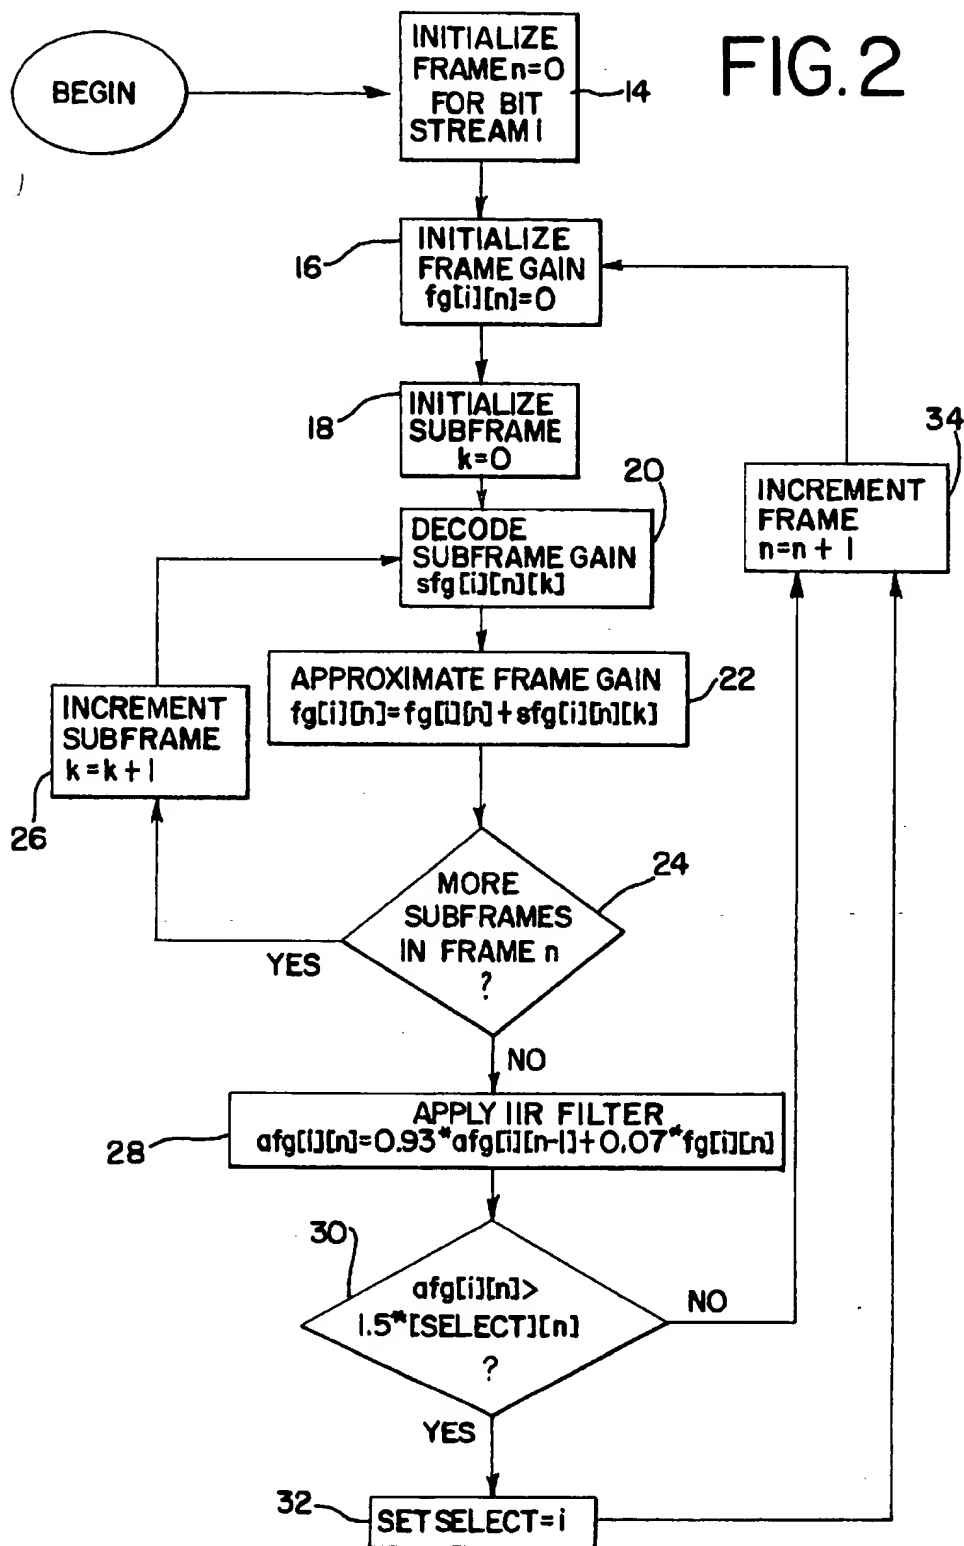 FIG. 2
BEGIN
INITIALIZE
FRAME n=0
FOR BIT
STREAM i
14
INITIALIZE
FRAME GAIN
fg[i][n]=0
16
INITIALIZE
SUBFRAME
k=0
18
34
INCREMENT
FRAME
n=n+1
20
DECODE
SUBFRAME GAIN
sfg[i][n][k]
APPROXIMATE FRAME GAIN
fg[i][n]=fg[i][n]+sfg[i][n][k]
22
INCREMENT
SUBFRAME
k=k+1
26
MORE
SUBFRAMES
IN FRAME n
?
24
YES
NO
APPLY IIR FILTER
afg[i][n]=0.93*afg[i][n-1]+0.07*fg[i][n]
28
30
afg[i][n]>
1.5*[SELECT][n]
?
NO
YES
32
SET SELECT=i